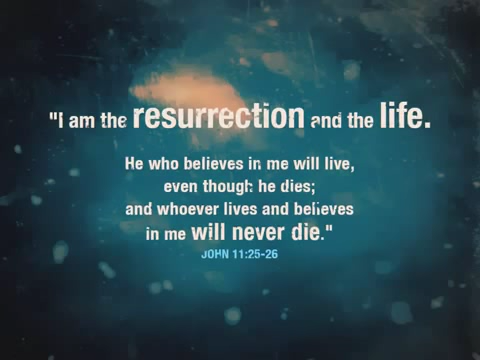 "I am the resurrection and the life.
He who believes in me will live,
even though he dies;
and whoever lives and believes
in me will never die."
JOHN 11:25-26